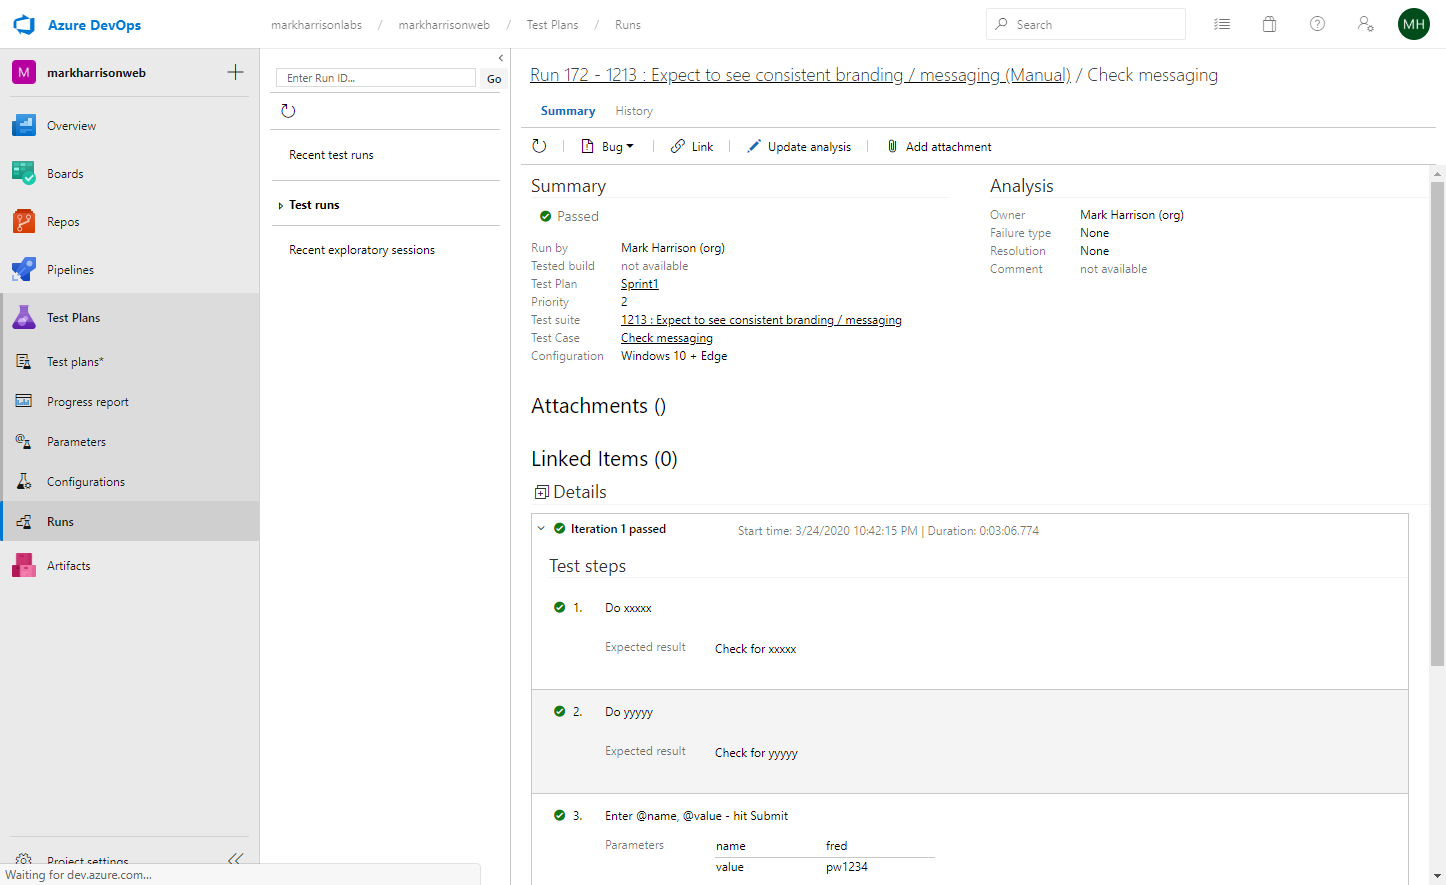 Azure DevOps
markharrisonlabs / markharrisonweb / Test Plans / Runs
Search
MH
M markharrisonweb
Overview
Boards
Repos
Pipelines
Test Plans
Test plans*
Progress report
Parameters
Configurations
Runs
Artifacts
Project settings
Waiting for dev.azure.com...
Enter Run ID... Go
Recent test runs
Test runs
Recent exploratory sessions
Run 172 - 1213 : Expect to see consistent branding / messaging (Manual) / Check messaging
Summary History
Bug Link Update analysis Add attachment
Summary
Passed
Run by Mark Harrison (org)
Tested build not available
Test Plan Sprint1
Priority 2
Test suite 1213 : Expect to see consistent branding / messaging
Test Case Check messaging
Configuration Windows 10 + Edge
Analysis
Owner Mark Harrison (org)
Failure type None
Resolution None
Comment not available
Attachments ()
Linked Items (0)
Details
Iteration 1 passed Start time: 3/24/2020 10:42:15 PM | Duration: 0:03:06.774
Test steps
1. Do xxxxx
Expected result Check for xxxxx
2. Do yyyyy
Expected result Check for yyyyy
3. Enter @name, @value - hit Submit
Parameters name fred
value pw1234